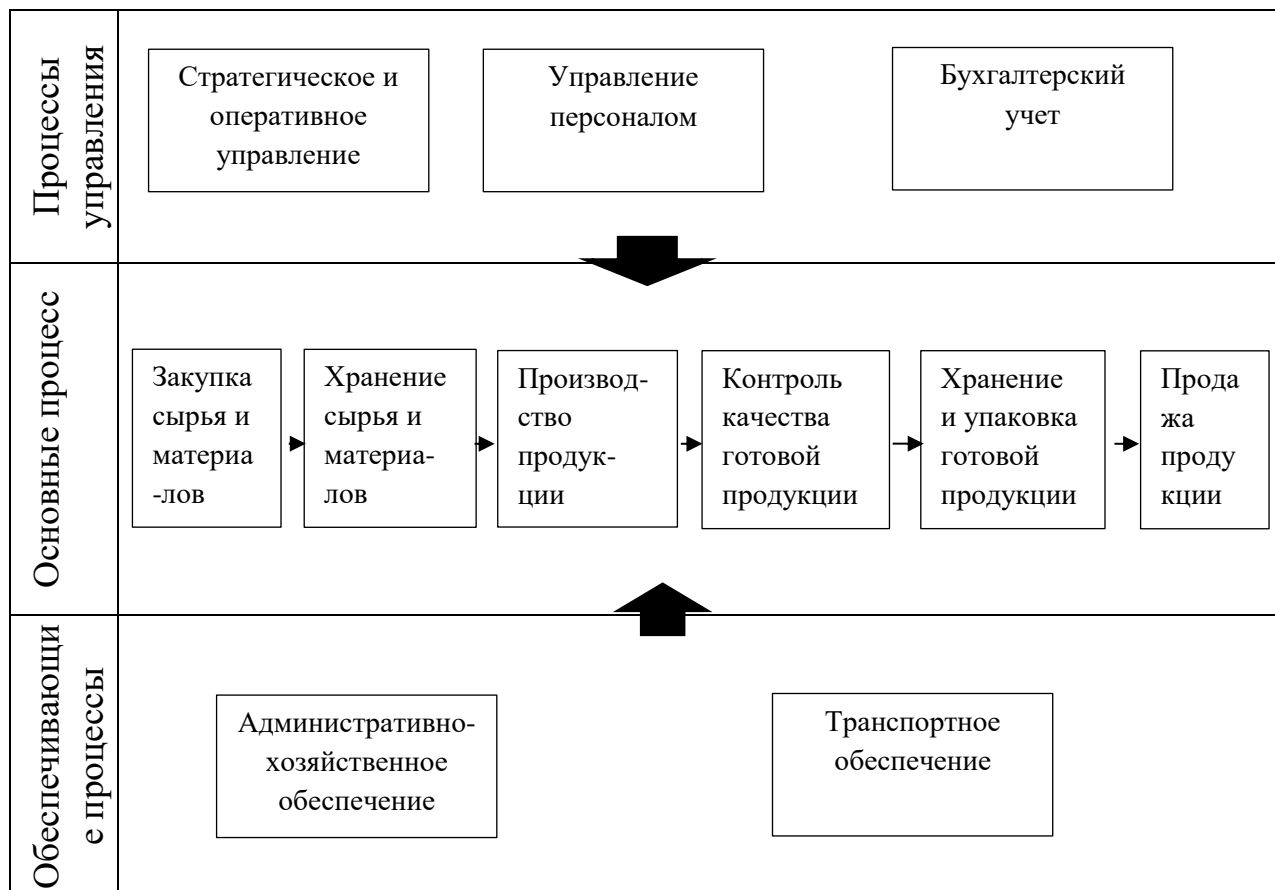 Процессы
управления
Стратегическое и
оперативное
управление
Управление
персоналом
Бухгалтерский
учет
Основные процесс
Закупка
сырья и
материа
-лов
Хранение
сырья и
материа-
лов
Производ-
ство
продук-
ции
Контроль
качества
готовой
продукции
Хранение
и упаковка
готовой
продукции
Прода
жа
проду
кции
Обеспечивающи
е процессы
Административно-
хозяйственное
обеспечение
Транспортное
обеспечение